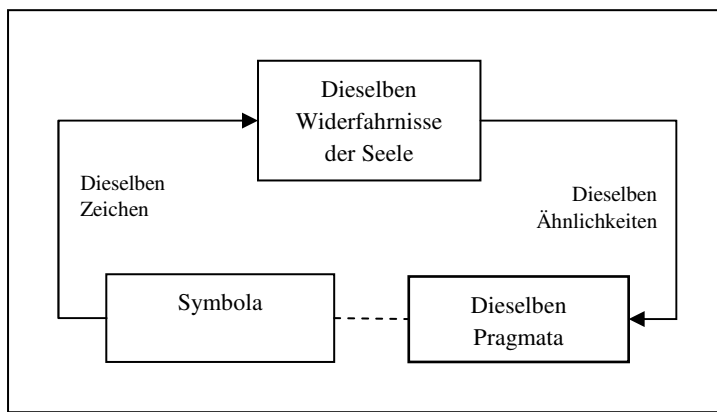 Dieselben
Widerfahrnisse
der Seele
Dieselben
Zeichen
Dieselben
Ähnlichkeiten
Symbola
Dieselben
Pragmata